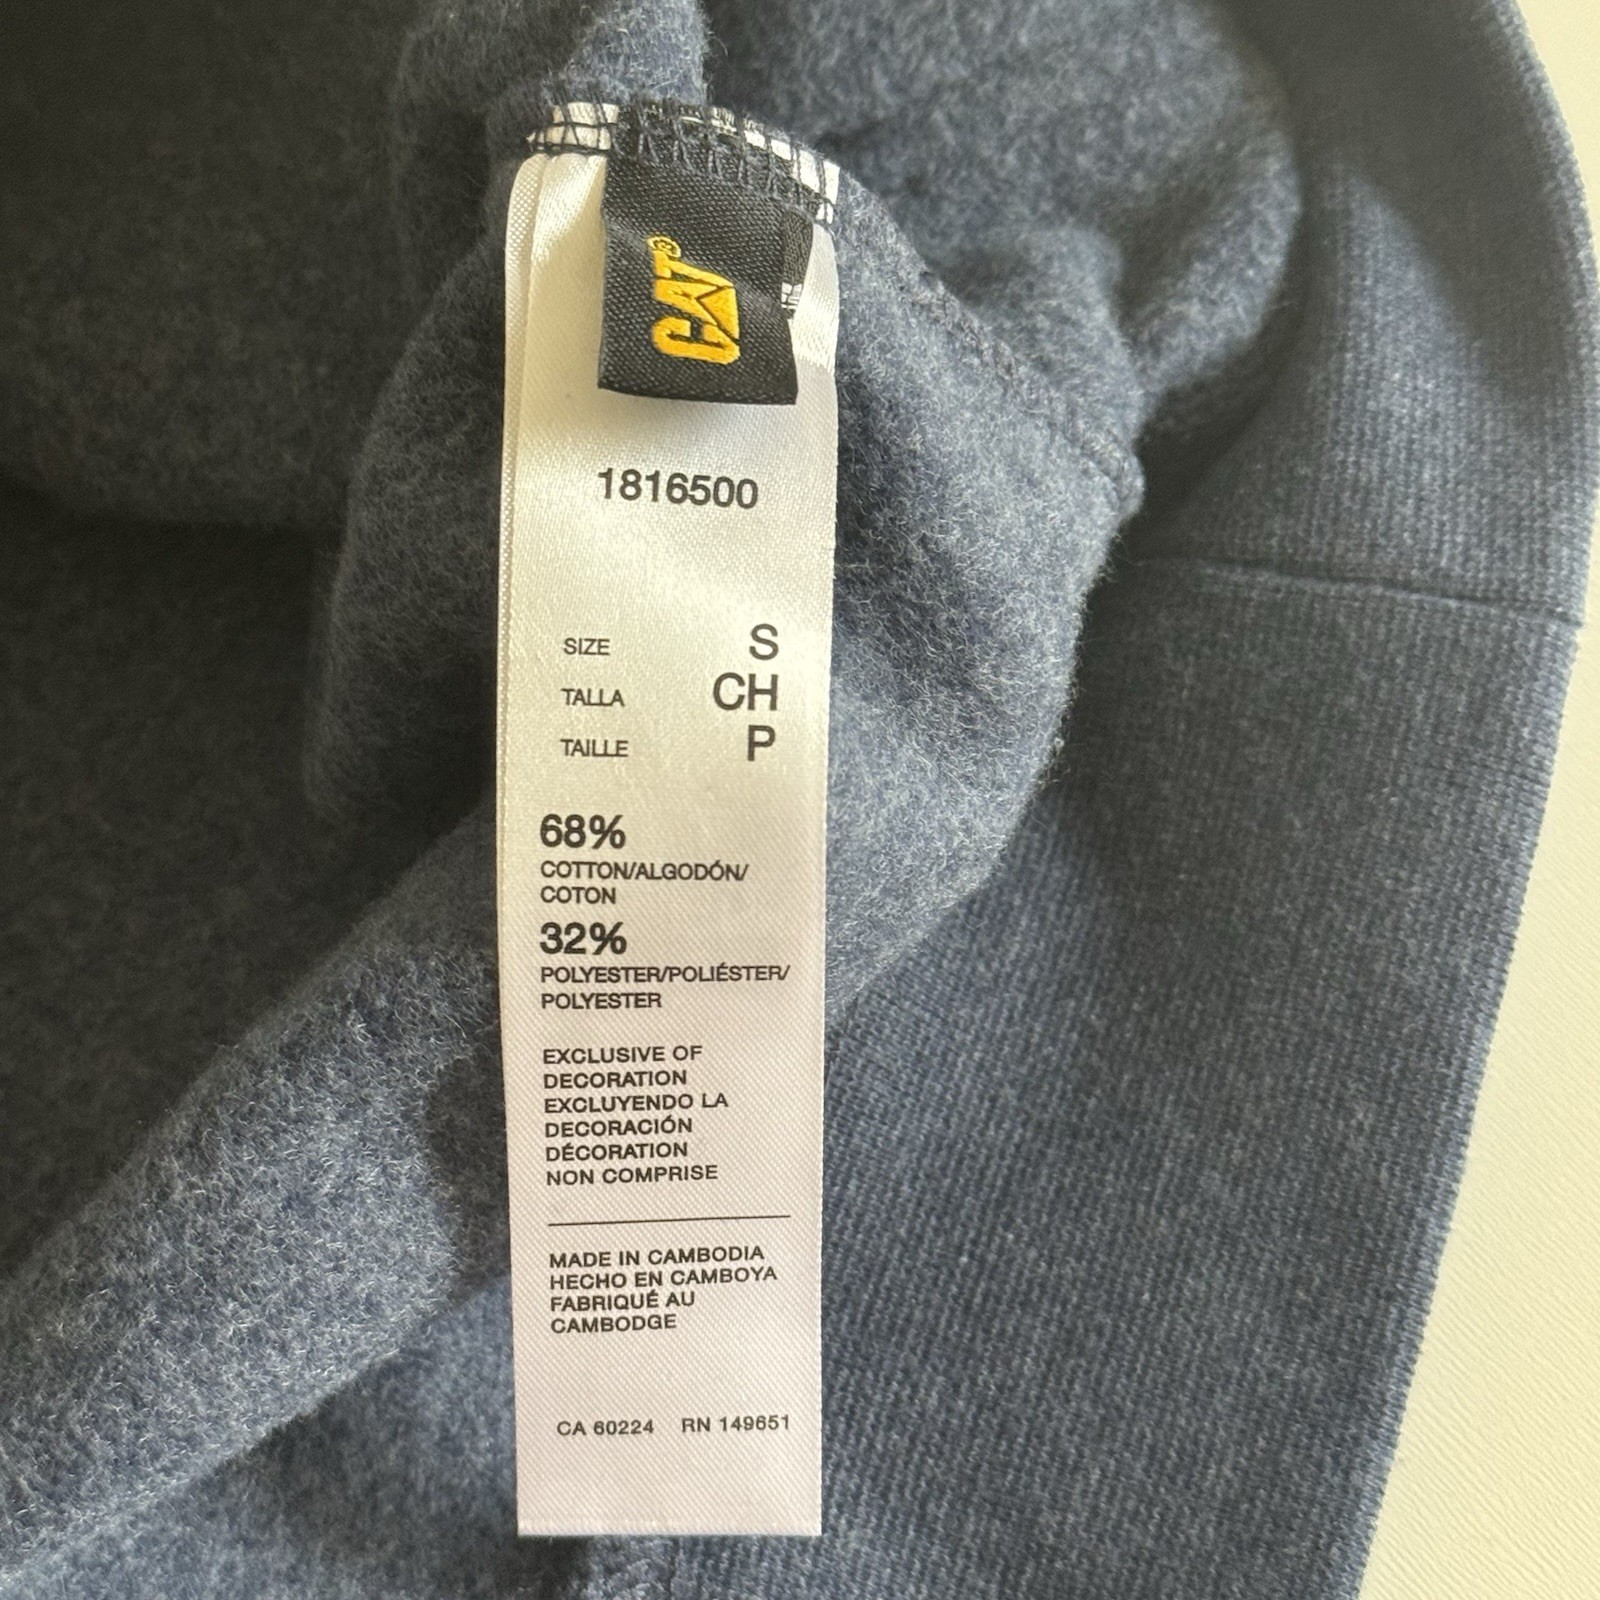 CAT®
1816500
SIZE S
TALLA CH
TAILLE P
68%
COTTON/ALGODÓN/
COTON
32%
POLYESTER/POLIÉSTER/
POLYESTER
EXCLUSIVE OF
DECORATION
EXCLUYENDO LA
DECORACIÓN
DÉCORATION
NON COMPRISE
MADE IN CAMBODIA
HECHO EN CAMBOYA
FABRIQUÉ AU
CAMBODGE
CA 60224 RN 149651